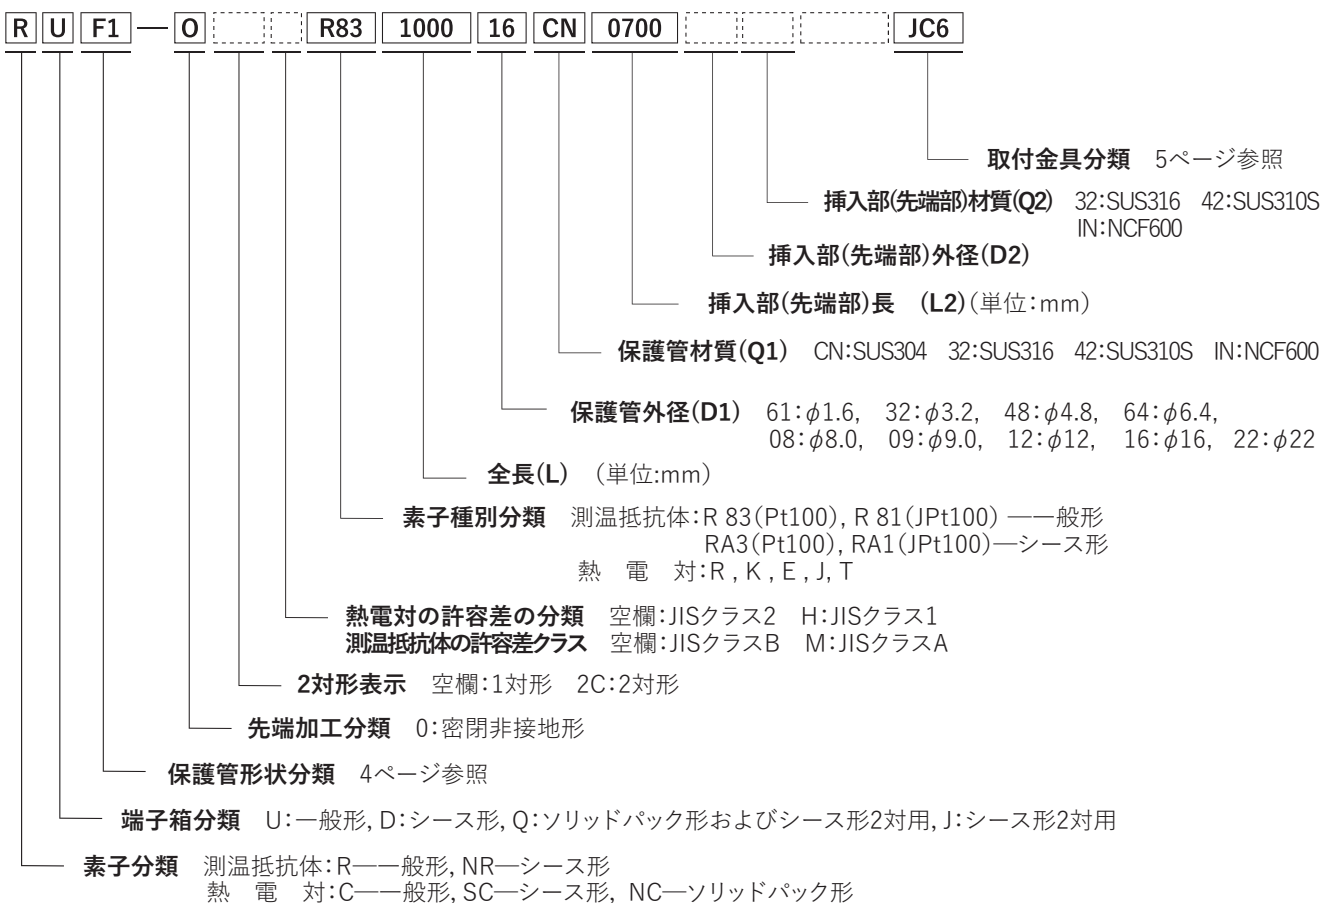 R U F1 — O R83 1000 16 CN 0700 JC6
取付金具分類 5ページ参照
挿入部(先端部)材質(Q2) 32:SUS316 42:SUS310S
IN:NCF600
挿入部(先端部)外径(D2)
挿入部(先端部)長 (L2)(単位:mm)
保護管材質(Q1) CN:SUS304 32:SUS316 42:SUS310S IN:NCF600
保護管外径(D1) 61:φ1.6, 32:φ3.2, 48:φ4.8, 64:φ6.4,
08:φ8.0, 09:φ9.0, 12:φ12, 16:φ16, 22:φ22
全長(L) (単位:mm)
素子種別分類 測温抵抗体:R 83(Pt100), R 81(JPt100) ―一般形
RA3(Pt100), RA1(JPt100)―シース形
熱 電 対:R , K , E , J, T
熱電対の許容差の分類 空欄:JISクラス2 H:JISクラス1
測温抵抗体の許容差クラス 空欄:JISクラスB M:JISクラスA
2対形表示 空欄:1対形 2C:2対形
先端加工分類 0:密閉非接地形
保護管形状分類 4ページ参照
端子箱分類 U:一般形, D:シース形, Q:ソリッドパック形およびシース形2対用, J:シース形2対用
素子分類 測温抵抗体:R―一般形, NR―シース形
熱 電 対:C―一般形, SC―シース形, NC―ソリッドパック形